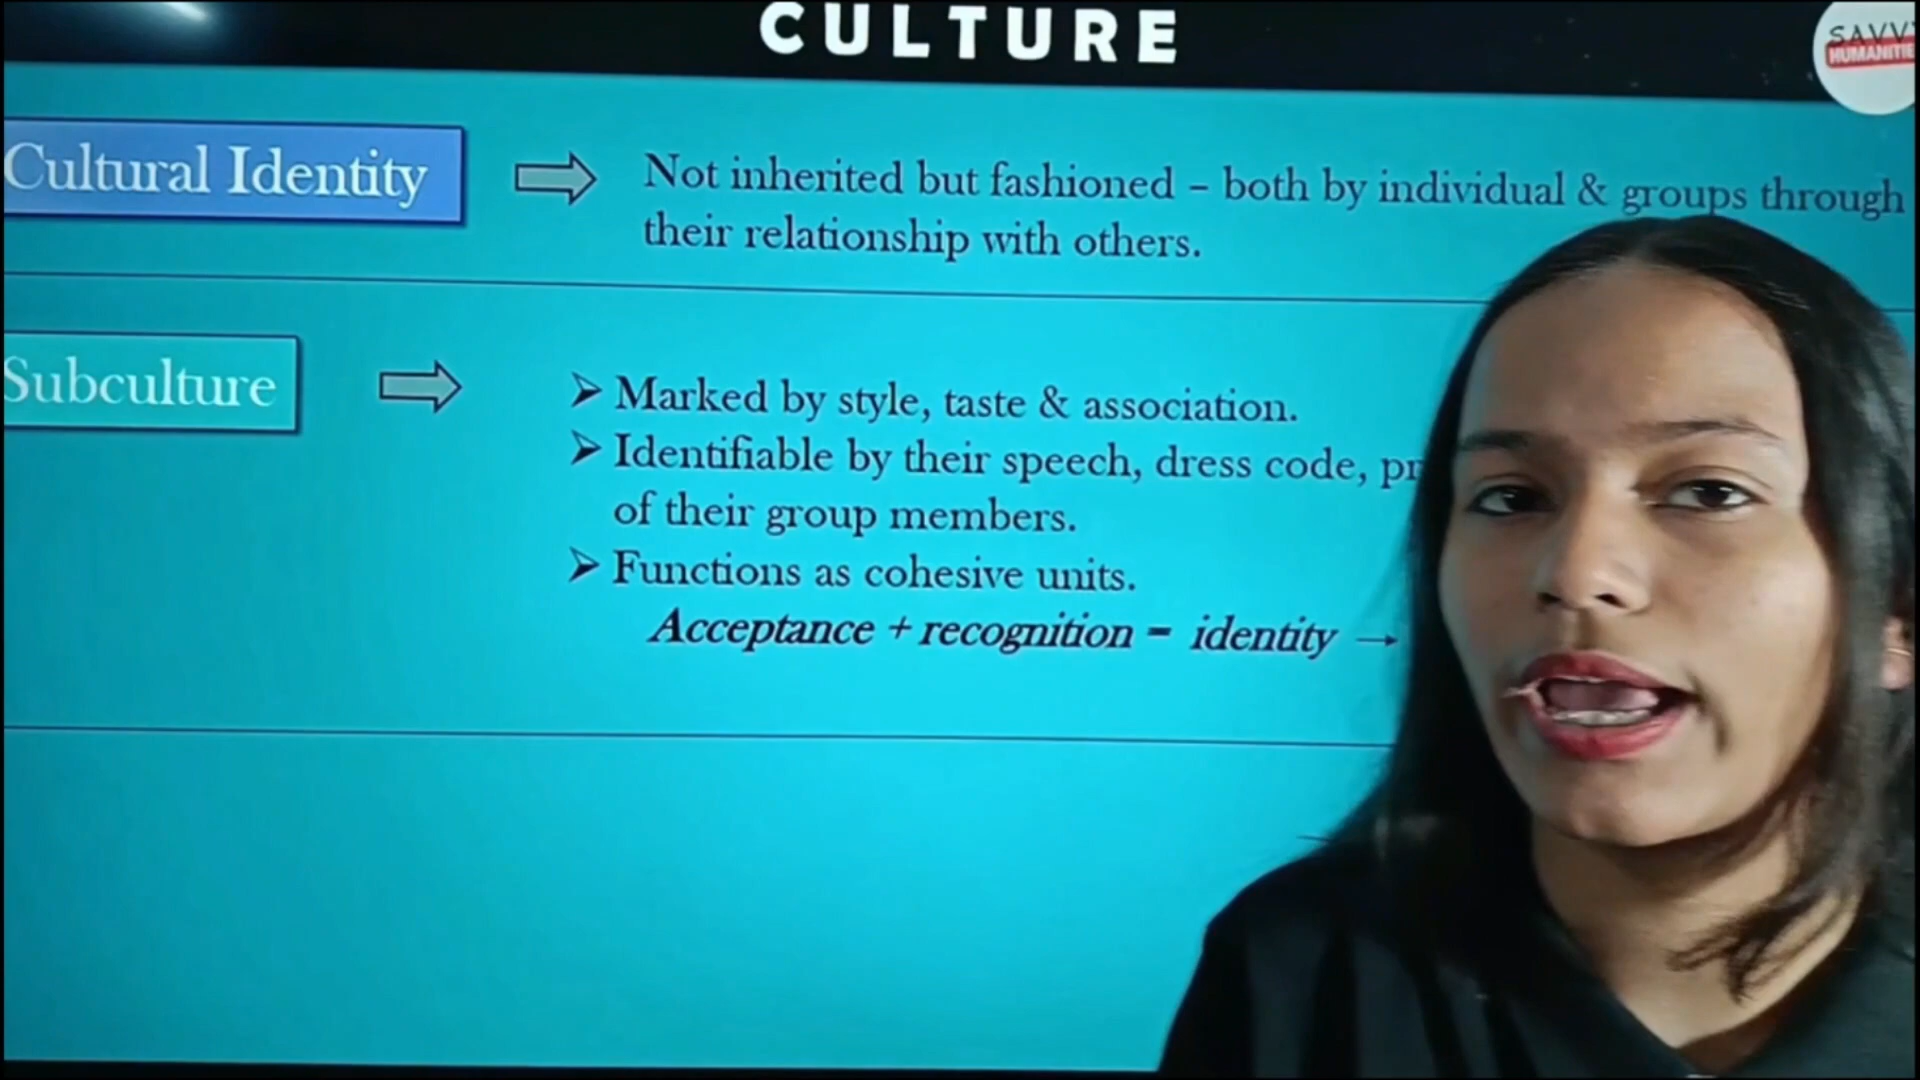 CULTURE
SAVVY
HUMANITIE
Cultural Identity
Not inherited but fashioned – both by individual & groups through
their relationship with others.
Subculture
➢ Marked by style, taste & association.
➢ Identifiable by their speech, dress code,
of their group members.
➢ Functions as cohesive units.
Acceptance + recognition = identity →